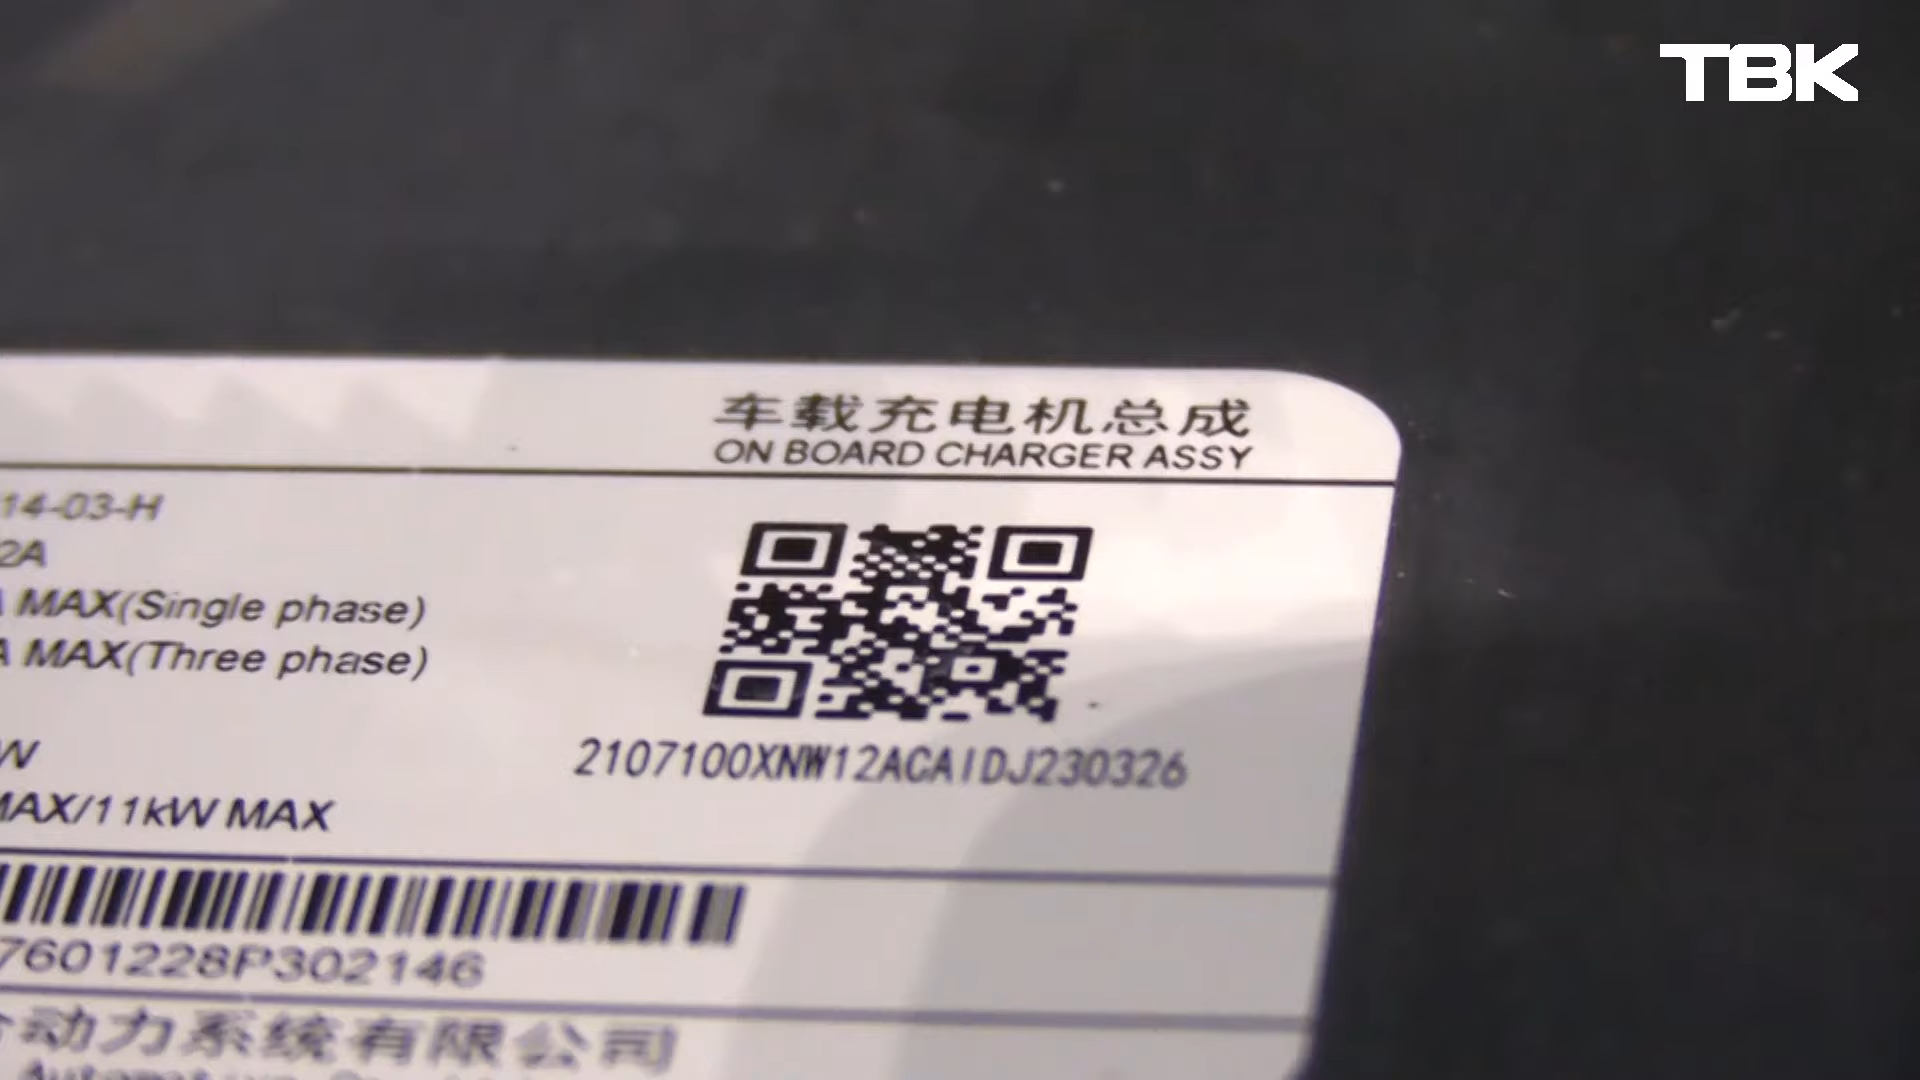 TBK
车载充电机总成
ON BOARD CHARGER ASSY
14-03-H
2A
A MAX(Single phase)
A MAX(Three phase)
2107100XNW12ACAIDJ230326
W
MAX/11kW MAX
7601228P302146
动力系统有限公司